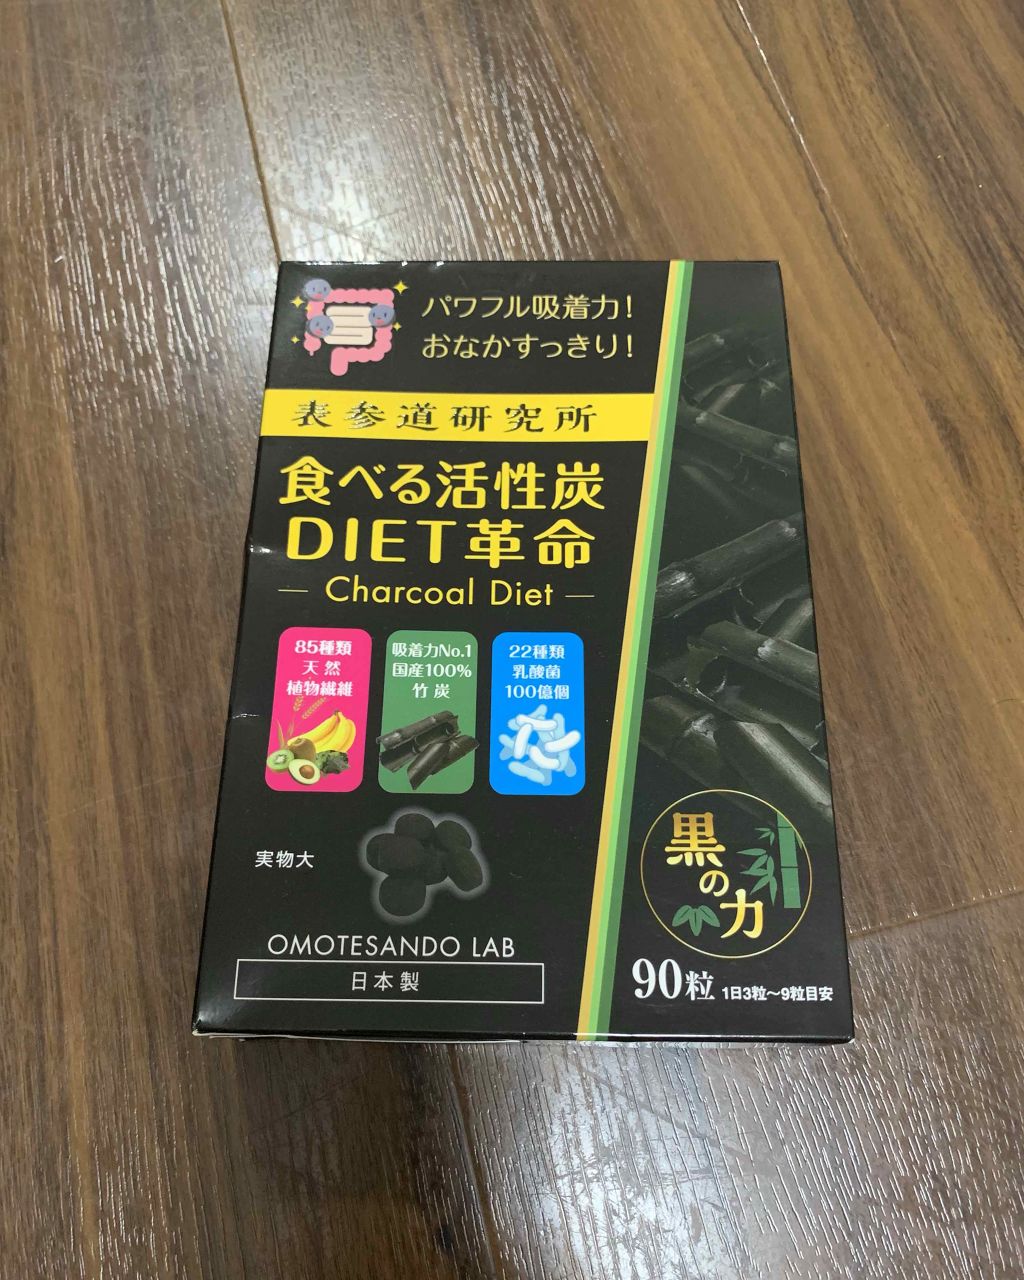 パワフル吸着力!
おなかすっきり!
表参道研究所
食べる活性炭
DIET革命
— Charcoal Diet —
85種類
天然
植物繊維
吸着力No.1
国産100%
竹炭
22種類
乳酸菌
100億個
実物大
黒の力
OMOTESANDO LAB
日本製
90粒 1日3粒〜9粒目安